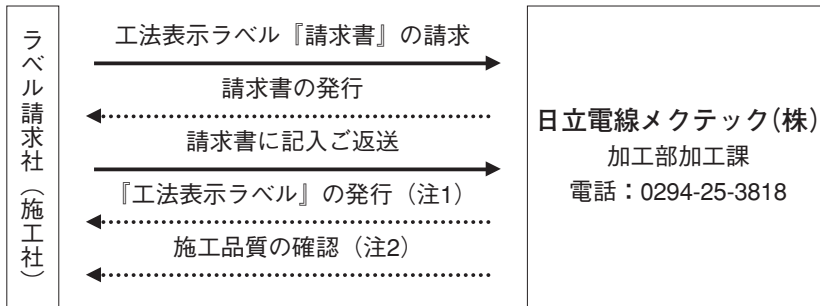 ラベル請求社（施工社）
工法表示ラベル『請求書』の請求
請求書の発行
請求書に記入ご返送
『工法表示ラベル』の発行（注1）
施工品質の確認（注2）
日立電線メクテック（株）
加工部加工課
電話：0294-25-3818